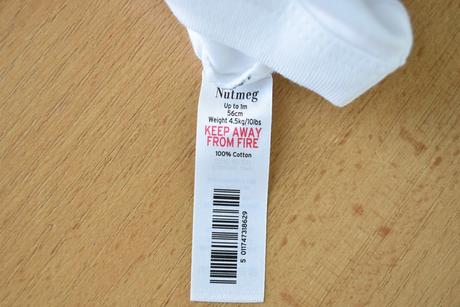 Nutmeg
Up to 1m
56cm
Weight 4.5kg/10lbs
KEEP AWAY
FROM FIRE
100% Cotton
5 011747318629